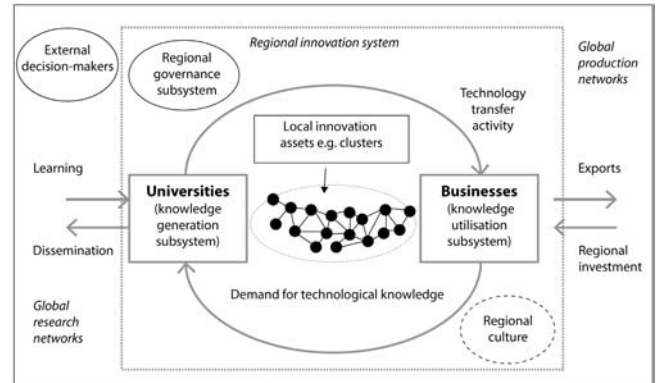 External
decision-makers
Regional
governance
subsystem
Regional innovation system
Global
production
networks
Technology
transfer
activity
Local innovation
assets e.g. clusters
Learning
Universities
(knowledge
generation
subsystem)
Businesses
(knowledge
utilisation
subsystem)
Exports
Dissemination
Regional
investment
Demand for technological knowledge
Global
research
networks
Regional
culture